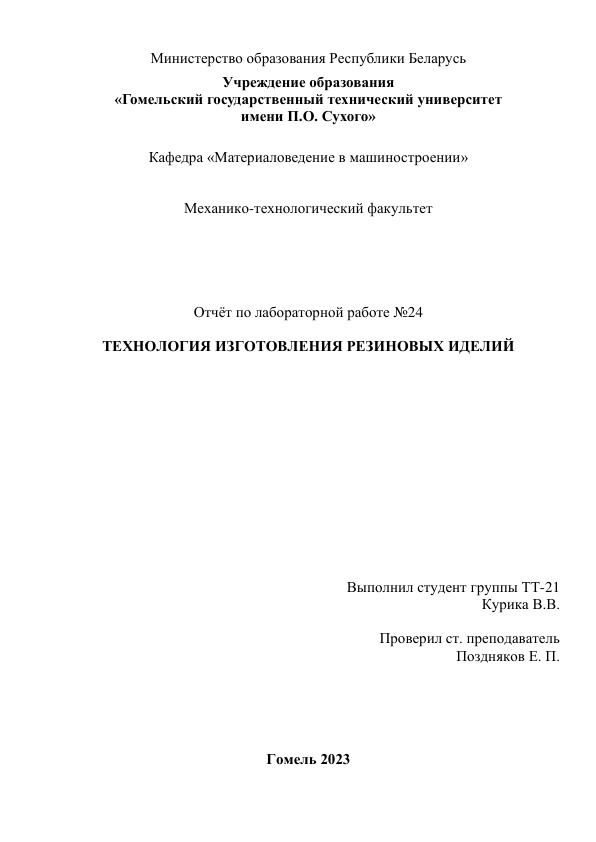 Министерство образования Республики Беларусь
Учреждение образования
«Гомельский государственный технический университет
имени П.О. Сухого»
Кафедра «Материаловедение в машиностроении»
Механико-технологический факультет
Отчёт по лабораторной работе №24
ТЕХНОЛОГИЯ ИЗГОТОВЛЕНИЯ РЕЗИНОВЫХ ИДЕЛИЙ
Выполнил студент группы ТТ-21
Курика В.В.
Проверил ст. преподаватель
Поздняков Е. П.
Гомель 2023